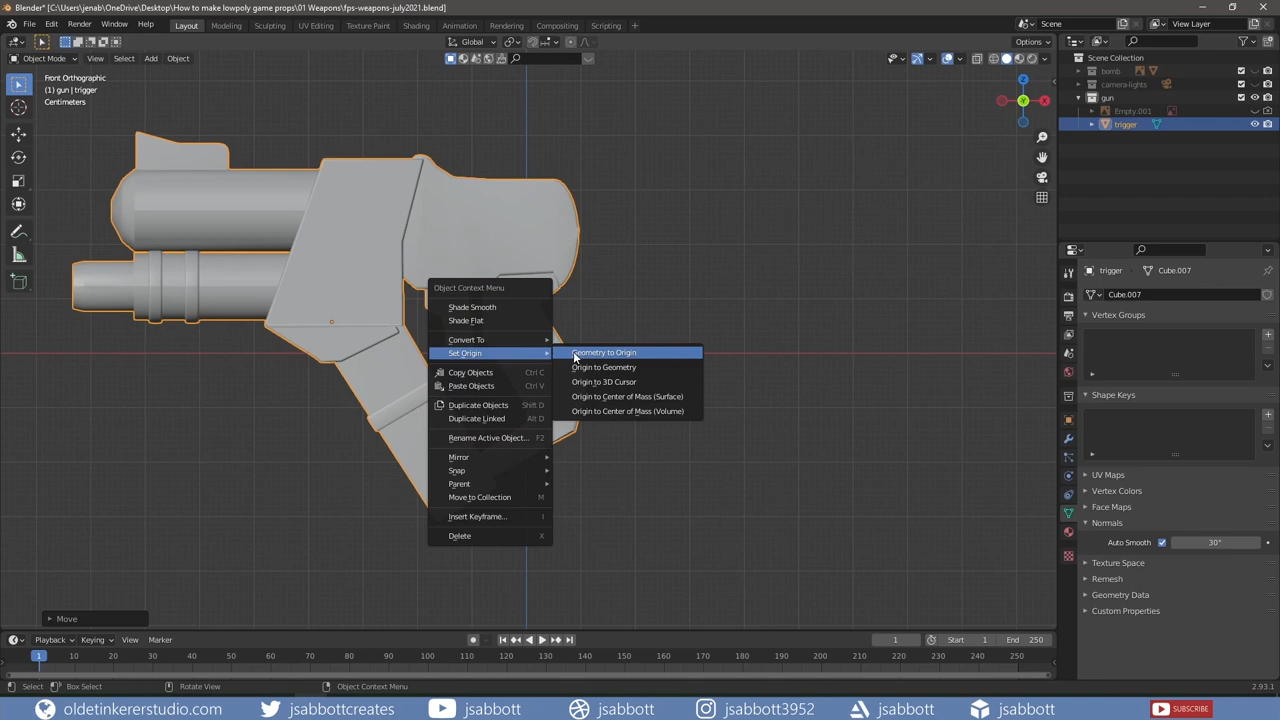 Blender* [C:\Users\jenab\OneDrive\Desktop\How to make lowpoly game props\01 Weapons\fps-weapons-july2021.blend]
File Edit Render Window Help Layout Modeling Sculpting UV Editing Texture Paint Shading Animation Rendering Compositing Scripting + Scene View Layer
Global Options
Object Mode View Select Add Object
Front Orthographic
(1) gun | trigger
Centimeters
Z
Y
X
Scene Collection
bomb
camera-lights
gun
Empty.001
trigger
Object Context Menu
Shade Smooth
Shade Flat
Convert To
Set Origin
Copy Objects Ctrl C
Paste Objects Ctrl V
Duplicate Objects Shift D
Duplicate Linked Alt D
Rename Active Object... F2
Mirror
Snap
Parent
Move to Collection M
Insert Keyframe... I
Delete X
Geometry to Origin
Origin to Geometry
Origin to 3D Cursor
Origin to Center of Mass (Surface)
Origin to Center of Mass (Volume)
trigger Cube.007
Cube.007
Vertex Groups
Shape Keys
UV Maps
Vertex Colors
Face Maps
Normals
Auto Smooth 30°
Texture Space
Remesh
Geometry Data
Custom Properties
Move
Playback Keying View Marker 1 Start 1 End 250
1 10 20 30 40 50 60 70 80 90 100 110 120 130 140 150 160 170 180 190 200 210 220 230 240 250
Select Box Select Rotate View Object Context Menu 2.93.1
oldetinkererstudio.com jsabbottcreates jsabbott jsabbott jsabbott3952 jsabbott jsabbott SUBSCRIBE